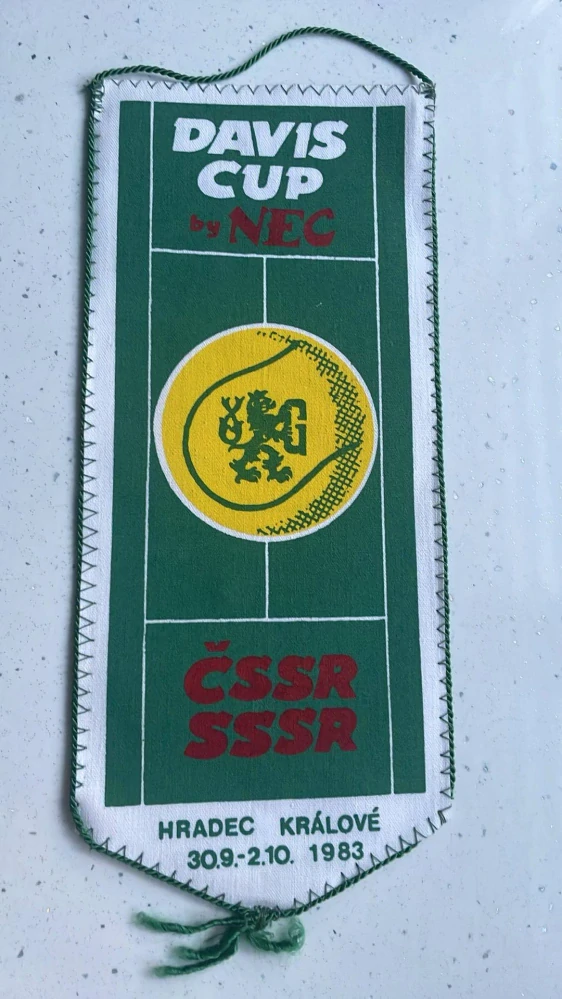 DAVIS
CUP
by NEC
G
ČSSR
SSSR
HRADEC KRÁLOVÉ
30.9.-2.10. 1983